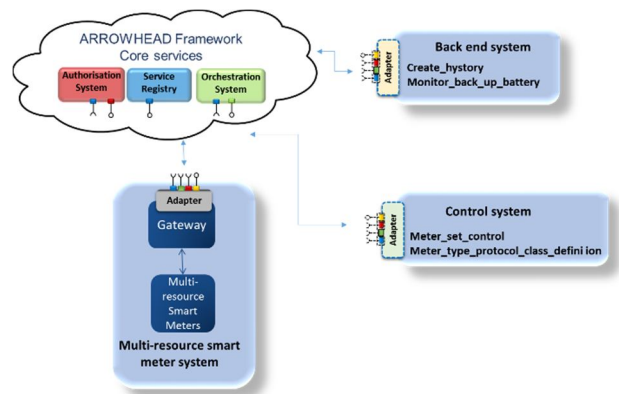 ARROWHEAD Framework
Core services
Authorisation
System
Service
Registry
Orchestration
System
Adapter
Back end system
Create_hystory
Monitor_back_up_battery
Adapter
Gateway
Multi-
resource
Smart
Meters
Multi-resource smart
meter system
Adapter
Control system
Meter_set_control
Meter_type_protocol_class_defini ion